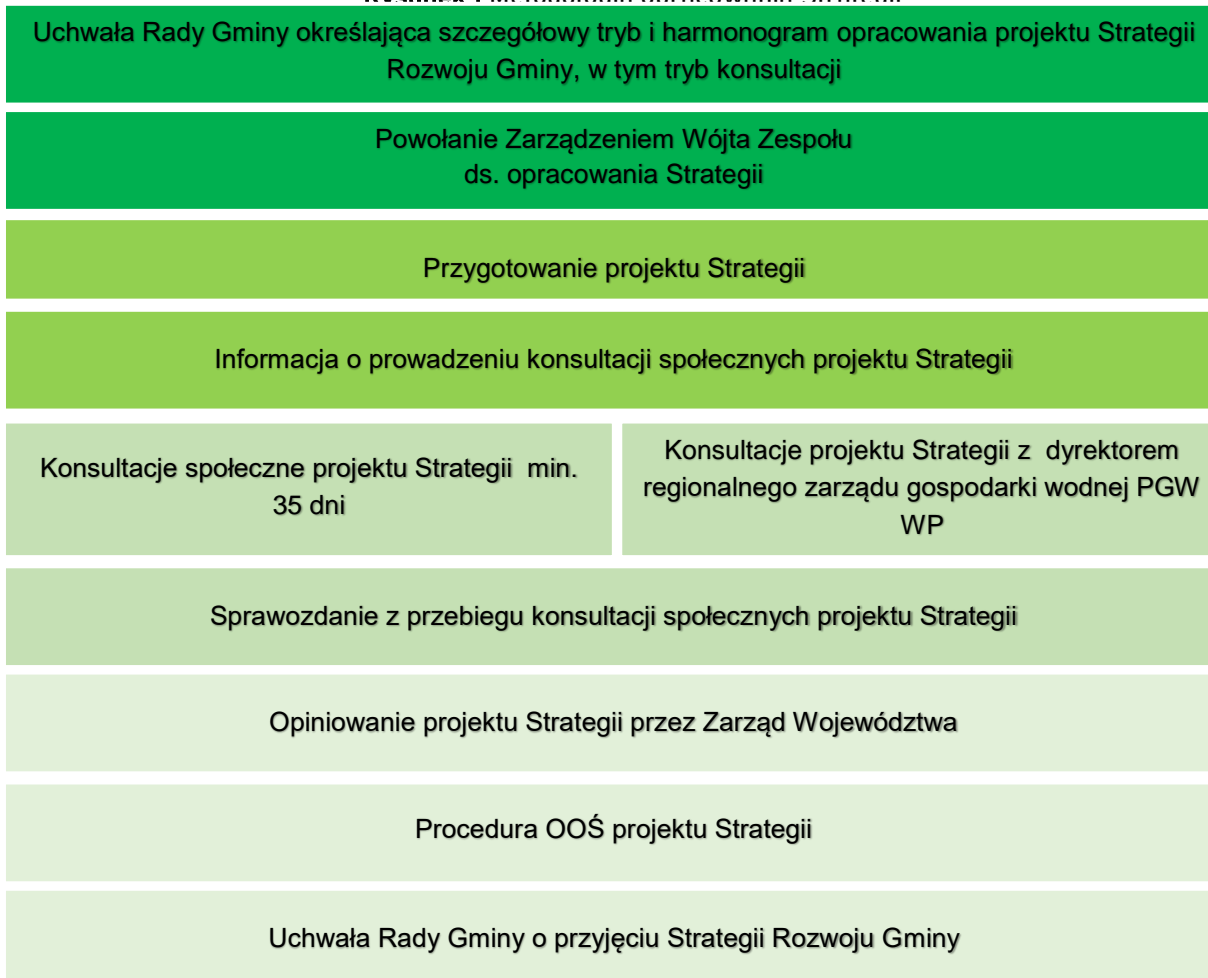 Uchwała Rady Gminy określająca szczegółowy tryb i harmonogram opracowania projektu Strategii
Rozwoju Gminy, w tym tryb konsultacji
Powołanie Zarządzeniem Wójta Zespołu
ds. opracowania Strategii
Przygotowanie projektu Strategii
Informacja o prowadzeniu konsultacji społecznych projektu Strategii
Konsultacje społeczne projektu Strategii min.
35 dni
Konsultacje projektu Strategii z dyrektorem
regionalnego zarządu gospodarki wodnej PGW
WP
Sprawozdanie z przebiegu konsultacji społecznych projektu Strategii
Opiniowanie projektu Strategii przez Zarząd Województwa
Procedura OOŚ projektu Strategii
Uchwała Rady Gminy o przyjęciu Strategii Rozwoju Gminy